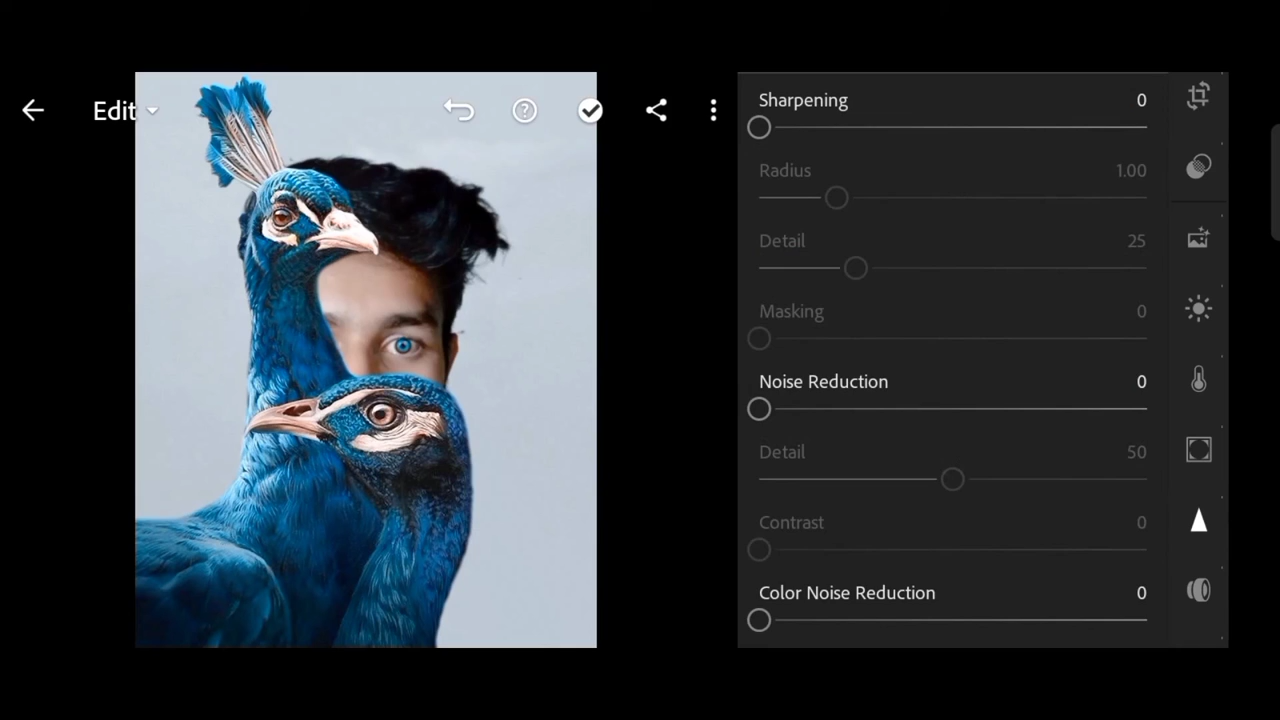 Edit
Sharpening 0
Radius 1.00
Detail 25
Masking 0
Noise Reduction 0
Detail 50
Contrast 0
Color Noise Reduction 0